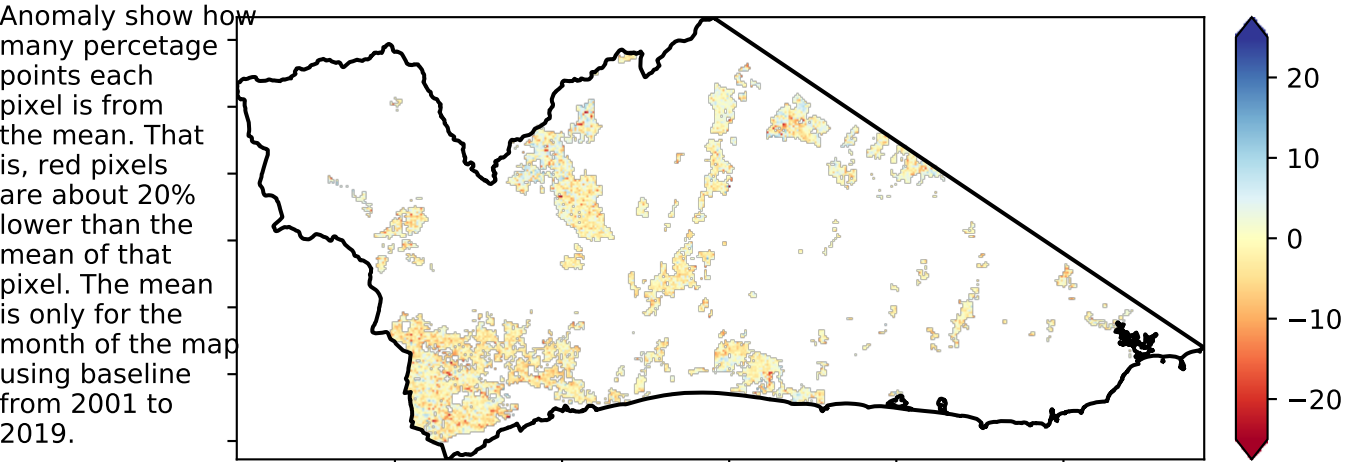 Anomaly show how
many percetage
points each
pixel is from
the mean. That
is, red pixels
are about 20%
lower than the
mean of that
pixel. The mean
is only for the
month of the map
using baseline
from 2001 to
2019.
20
10
0
−10
−20